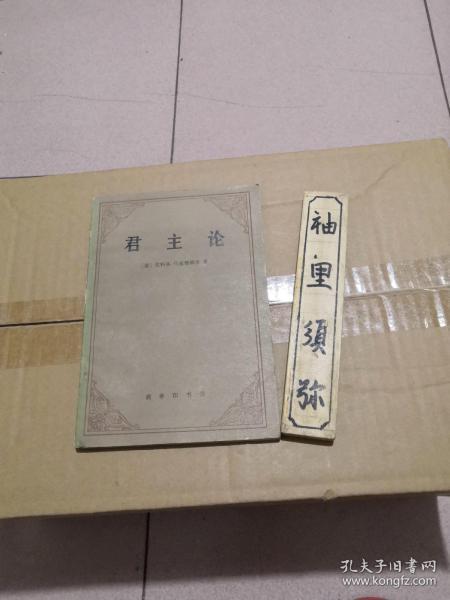 君主论
〔意〕尼科洛·马基雅维里 著
商务印书馆
袖里须弥
孔夫子旧书网
www.kongfz.com